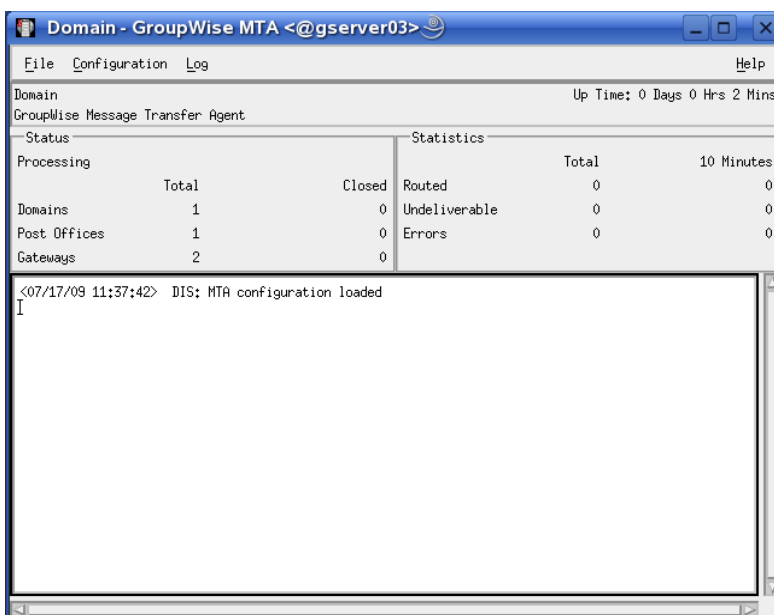 Domain - GroupWise MTA <@gserver03>
File Configuration Log Help
Domain Up Time: 0 Days 0 Hrs 2 Mins
GroupWise Message Transfer Agent
Status Statistics
Processing Total 10 Minutes
Total Closed Routed 0 0
Domains 1 0 Undeliverable 0 0
Post Offices 1 0 Errors 0 0
Gateways 2 0
<07/17/09 11:37:42> DIS: MTA configuration loaded